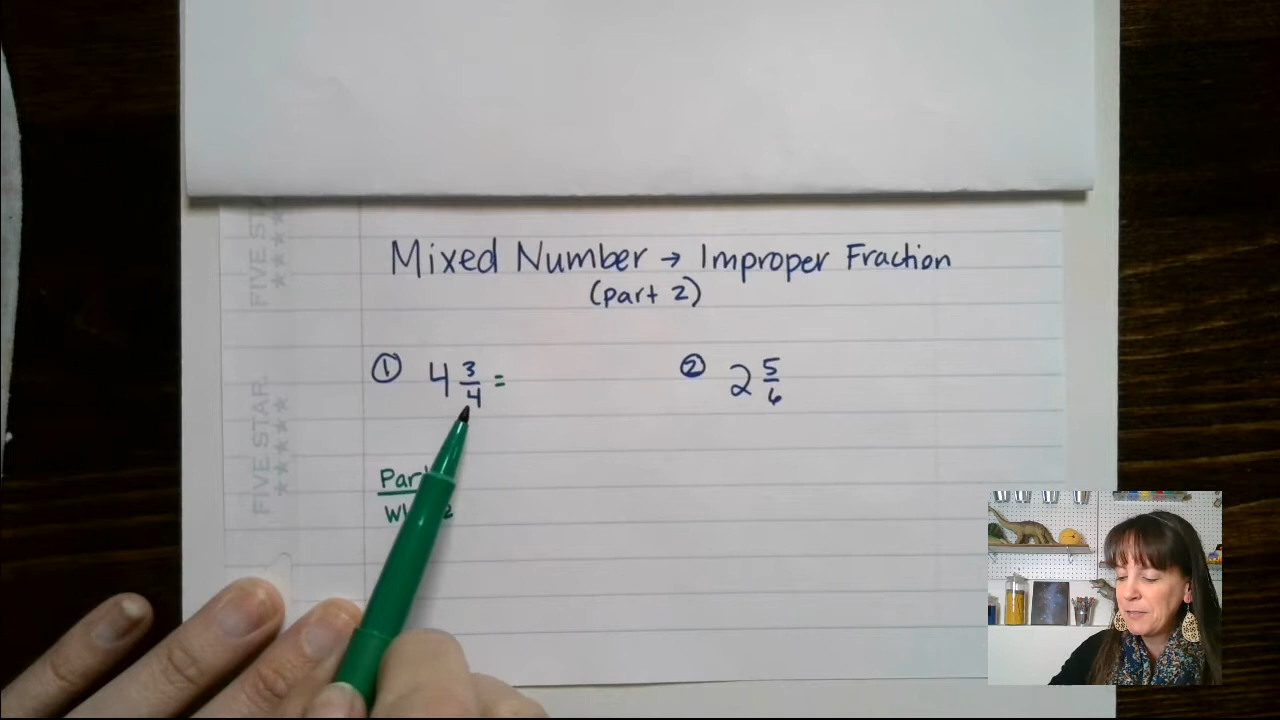 Mixed Number → Improper Fraction
(part 2)
① 4 3/4 =
② 2 5/6
FIVE STAR
FIVE STAR